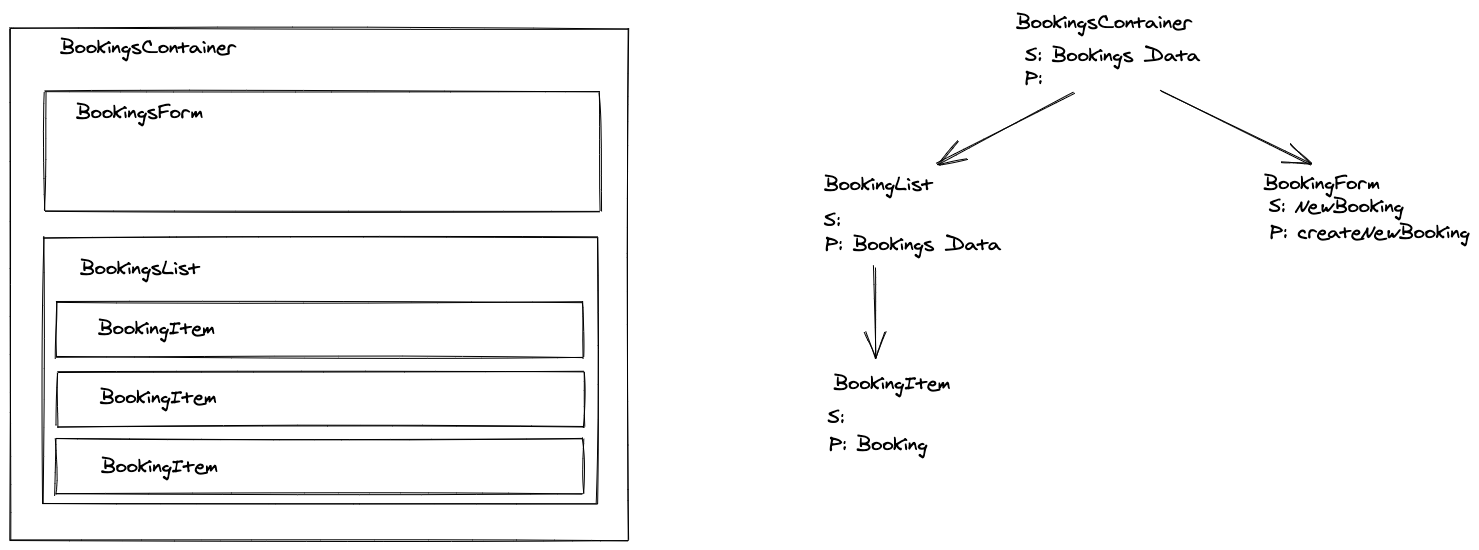 BookingsContainer
BookingsForm
BookingsList
BookingItem
BookingItem
BookingItem
BookingsContainer
S: Bookings Data
P:
BookingList
S:
P: Bookings Data
BookingForm
S: NewBooking
P: createNewBooking
BookingItem
S:
P: Booking